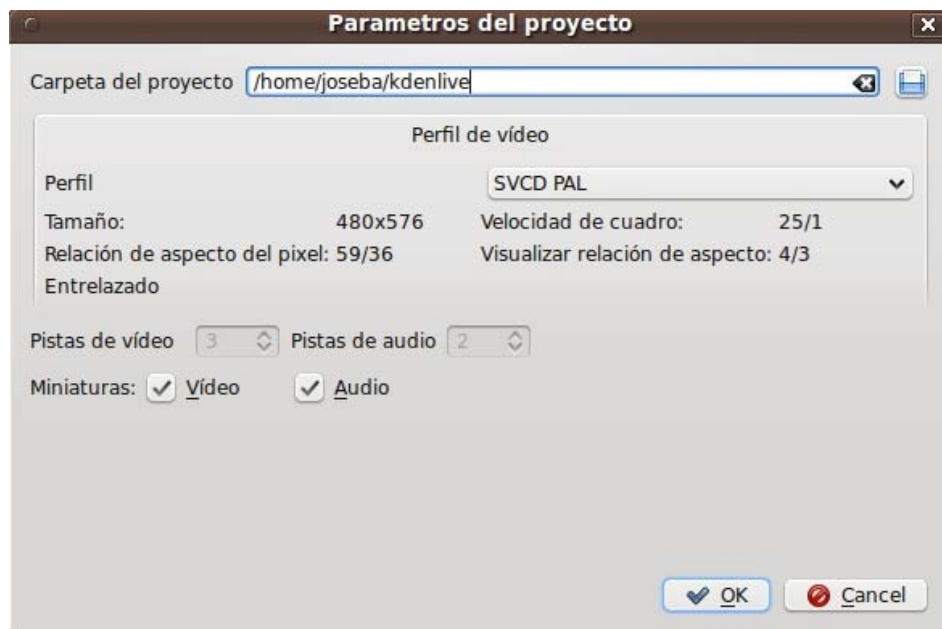 Parametros del proyecto
Carpeta del proyecto /home/joseba/kdenlive
Perfil de vídeo
Perfil SVCD PAL
Tamaño: 480x576 Velocidad de cuadro: 25/1
Relación de aspecto del pixel: 59/36 Visualizar relación de aspecto: 4/3
Entrelazado
Pistas de vídeo 3 Pistas de audio 2
Miniaturas: Vídeo Audio
OK Cancel